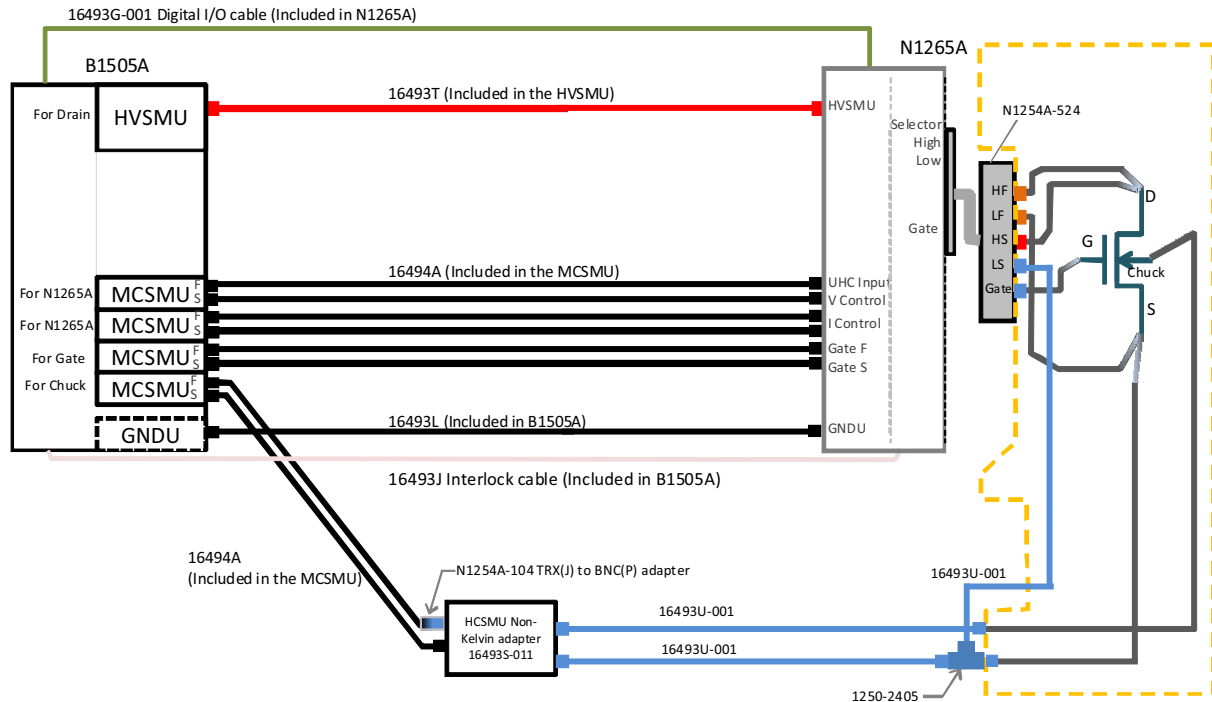 16493G-001 Digital I/O cable (Included in N1265A)
B1505A
N1265A
For Drain
HVSMU
16493T (Included in the HVSMU)
HVSMU
Selector
High
Low
Gate
N1254A-524
HF
LF
HS
LS
Gate
D
G
Chuck
S
16494A (Included in the MCSMU)
For N1265A
MCSMU
F
S
UHC Input
V Control
For N1265A
MCSMU
F
S
I Control
For Gate
MCSMU
F
S
Gate F
Gate S
For Chuck
MCSMU
F
S
GNDU
16493L (Included in B1505A)
GNDU
16493J Interlock cable (Included in B1505A)
16494A
(Included in the MCSMU)
N1254A-104 TRX(J) to BNC(P) adapter
HCSMU Non-
Kelvin adapter
16493S-011
16493U-001
16493U-001
16493U-001
1250-2405